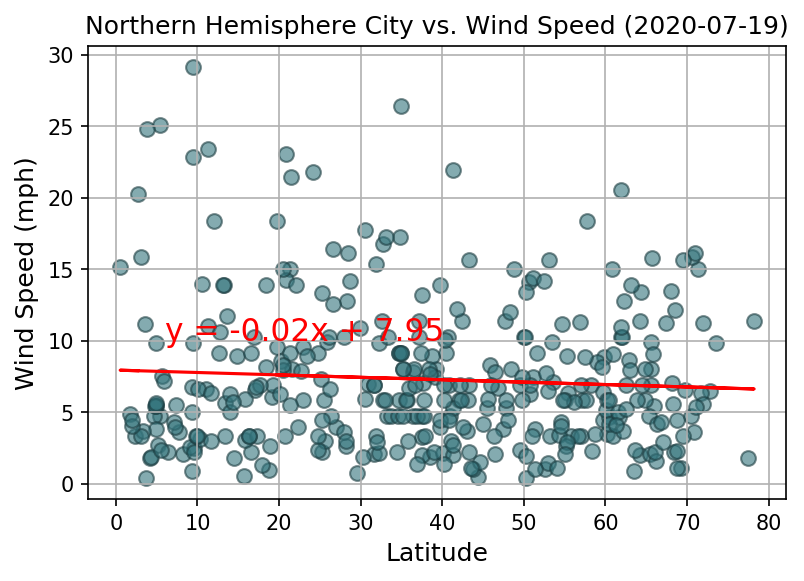 Northern Hemisphere City vs. Wind Speed (2020-07-19)
30
25
20
15
10
5
0
Wind Speed (mph)
y = -0.02x + 7.95
0 10 20 30 40 50 60 70 80
Latitude